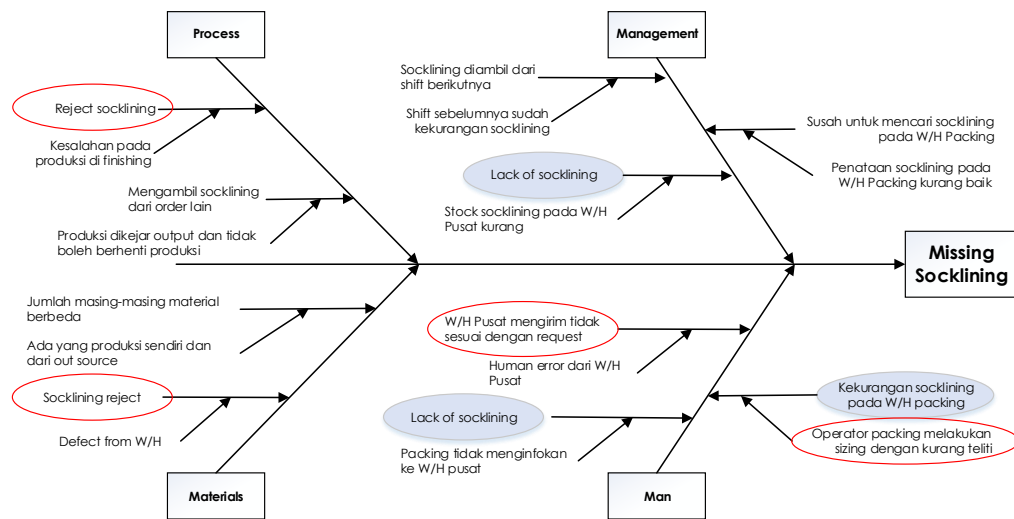 Process
Reject socklining
Kesalahan pada
produksi di finishing
Mengambil socklining
dari order lain
Produksi dikejar output dan tidak
boleh berhenti produksi
Management
Socklining diambil dari
shift berikutnya
Shift sebelumnya sudah
kekurangan socklining
Lack of socklining
Stock socklining pada W/H
Pusat kurang
Susah untuk mencari socklining
pada W/H Packing
Penataan socklining pada
W/H Packing kurang baik
Missing
Socklining
Jumlah masing-masing material
berbeda
Ada yang produksi sendiri dan
dari out source
Socklining reject
Defect from W/H
Materials
W/H Pusat mengirim tidak
sesuai dengan request
Human error dari W/H
Pusat
Lack of socklining
Packing tidak menginfokan
ke W/H pusat
Kekurangan socklining
pada W/H packing
Operator packing melakukan
sizing dengan kurang teliti
Man